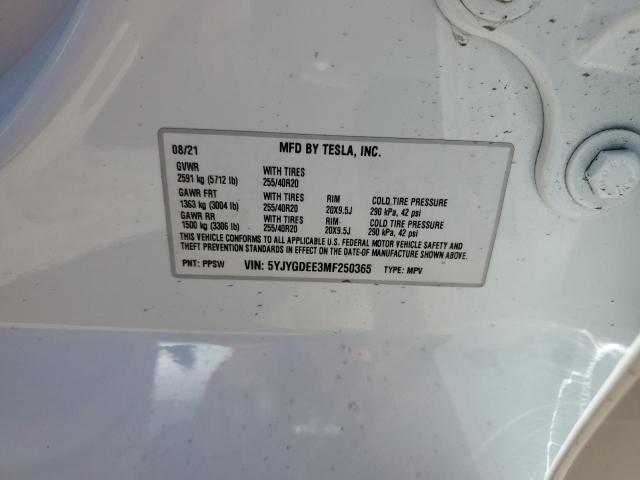 08/21 MFD BY TESLA, INC.
GVWR WITH TIRES
2591 kg (5712 lb) 255/40R20
GAWR FRT WITH TIRES RIM COLD TIRE PRESSURE
1363 kg (3004 lb) 255/40R20 20X9.5J 290 kPa, 42 psi
GAWR RR WITH TIRES RIM COLD TIRE PRESSURE
1500 kg (3306 lb) 255/40R20 20X9.5J 290 kPa, 42 psi
THIS VEHICLE CONFORMS TO ALL APPLICABLE U.S. FEDERAL MOTOR VEHICLE SAFETY AND
THEFT PREVENTION STANDARDS IN EFFECT ON THE DATE-OF MANUFACTURE SHOWN ABOVE.
PNT: PPSW VIN: 5YJYGDEE3MF250365 TYPE: MPV